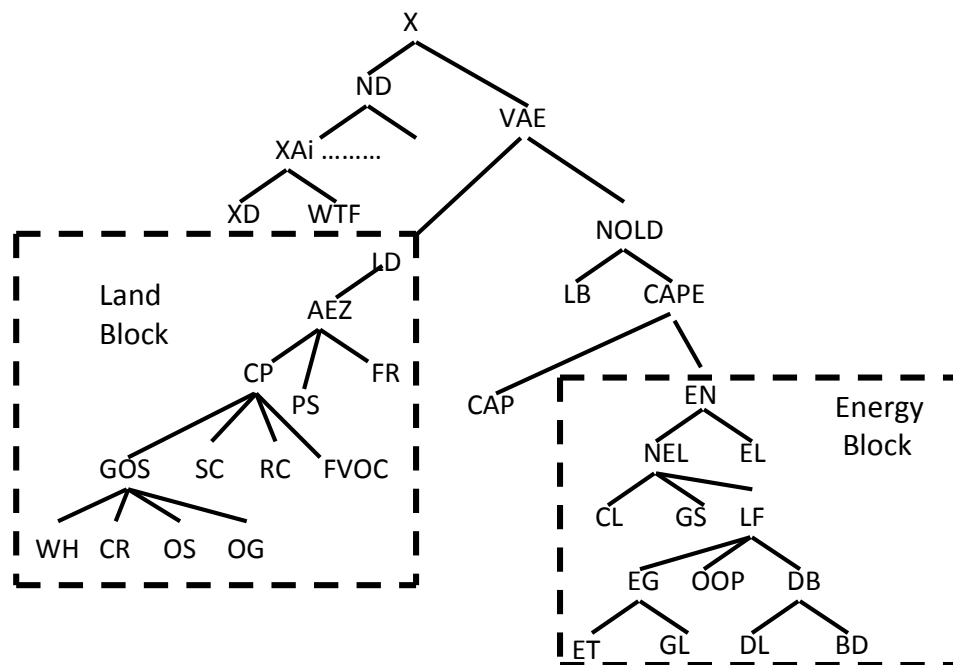 X
ND
VAE
XAi ………
XD WTF
NOLD
LD
LB CAPE
Land
Block
AEZ
CP PS FR
CAP
EN
Energy
Block
GOS SC RC FVOC
NEL EL
CL GS LF
WH CR OS OG
EG OOP DB
ET GL DL BD